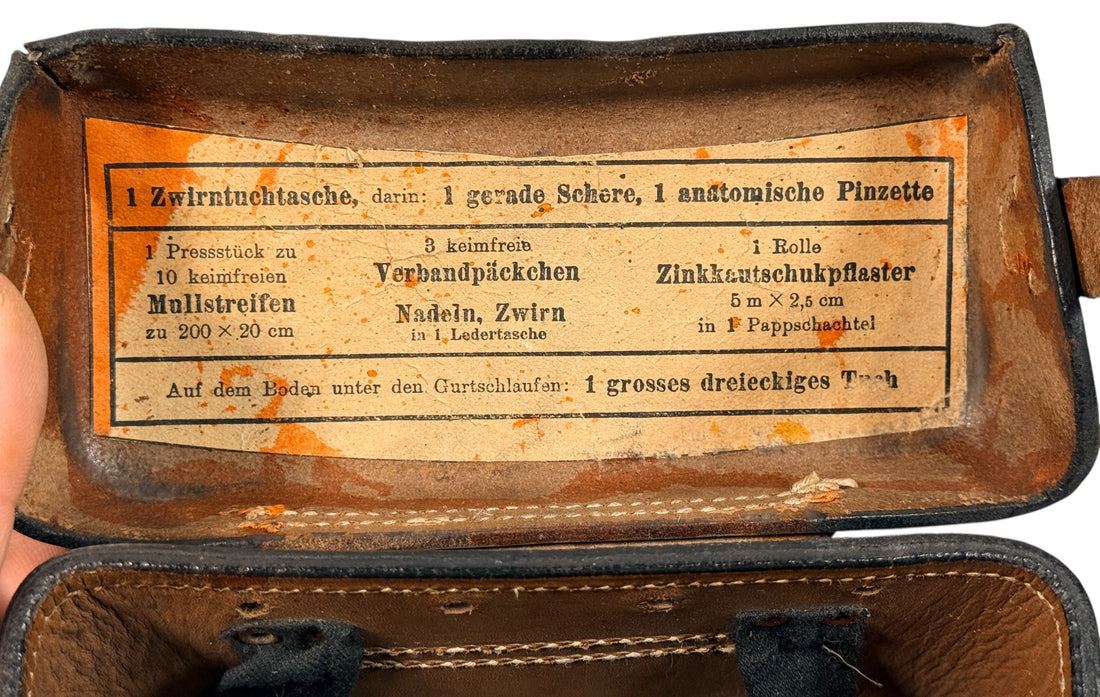 1 Zwirntuchtasche, darin: 1 gerade Schere, 1 anatomische Pinzette
1 Pressstück zu
10 keimfreien
Mullstreifen
zu 200 × 20 cm
3 keimfreie
Verbandpäckchen
Nadeln, Zwirn
in 1 Ledertasche
1 Rolle
Zinkkautschukpflaster
5 m × 2,5 cm
in 1 Pappschachtel
Auf dem Boden unter den Gurtschlaufen: 1 grosses dreieckiges Tuch